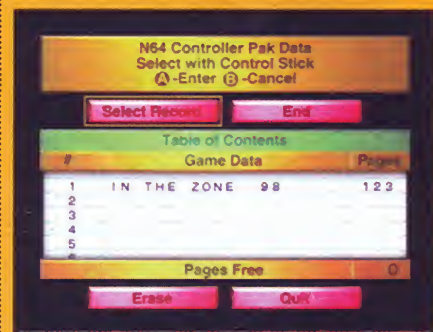 N64 Controller Pak Data
Select with Control Stick
Ⓐ-Enter Ⓑ-Cancel
Select Record End
Table of Contents
# Game Data Pages
1 IN THE ZONE 98 123
2
3
4
5
Pages Free 0
Erase Quit